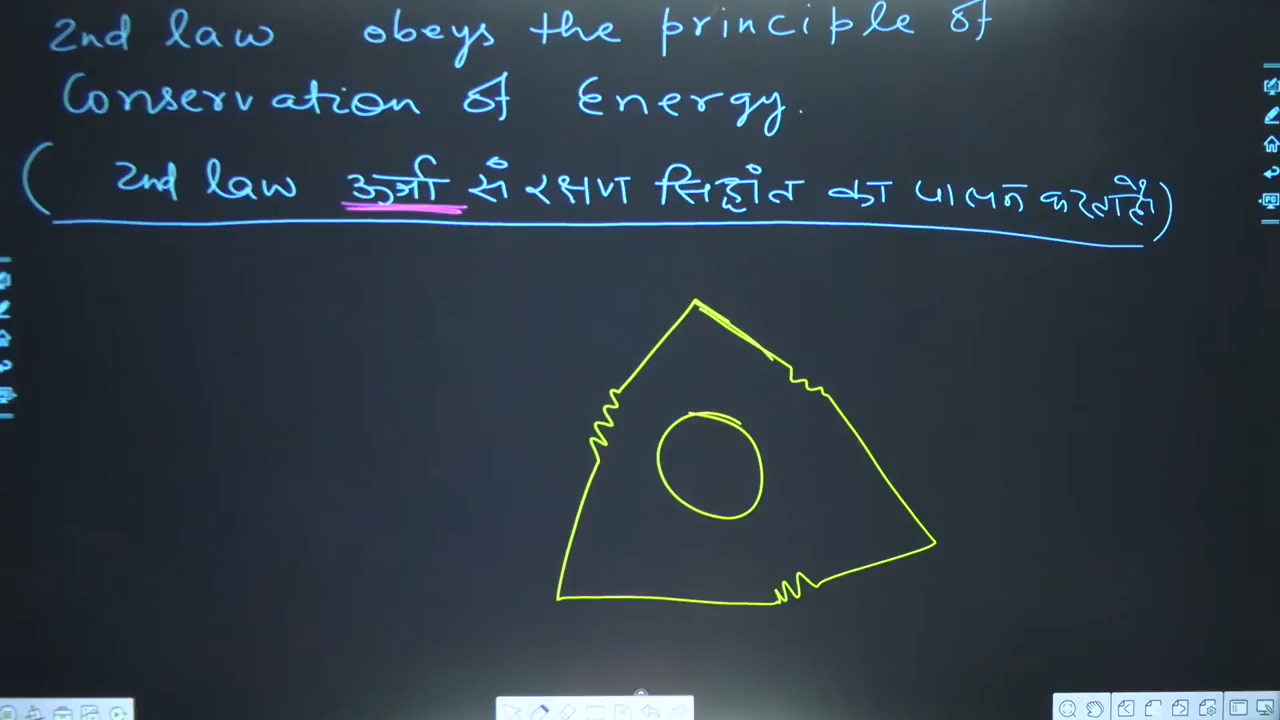 2nd law obeys the principle of
Conservation of Energy.
( 2nd law ऊर्जा संरक्षण सिद्धांत का पालन करता है)